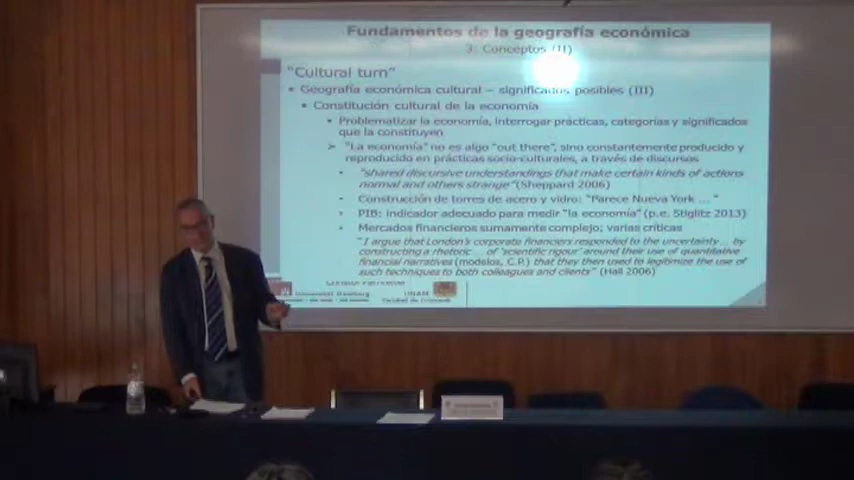 Fundamentos de la geografía económica
3. Conceptos (II)
"Cultural turn"
• Geografía económica cultural – significados posibles (III)
• Constitución cultural de la economía
• Problematizar la economía, interrogar prácticas, categorías y significados
que la constituyen
➢ "La economía" no es algo "out there", sino constantemente producido y
reproducido en prácticas socio-culturales, a través de discursos
• "shared discursive understandings that make certain kinds of actions
normal and others strange" (Sheppard 2006)
• Construcción de torres de acero y vidro: "Parece Nueva York … "
• PIB: indicador adecuado para medir "la economía" (p.e. Stiglitz 2013)
• Mercados financieros sumamente complejo; varias críticas
"I argue that London's corporate financiers responded to the uncertainty… by
constructing a rhetoric … of 'scientific rigour' around their use of quantitative
financial narratives (modelos, C.P.) that they then used to legitimize the use of
such techniques to both colleagues and clients" (Hall 2006)
Universität Hamburg
UNAM
Facultad de Economía